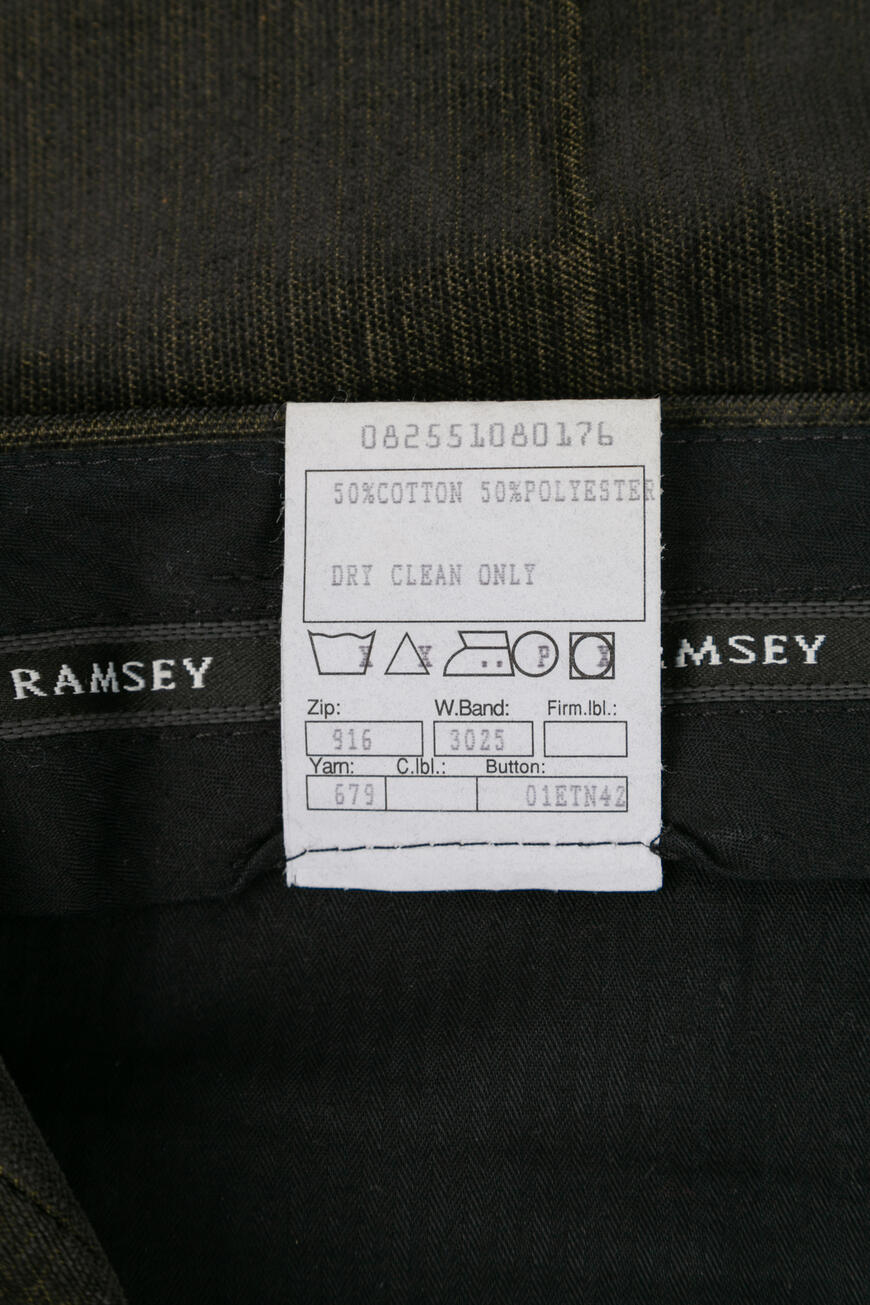 082551080176
50%COTTON 50%POLYESTER
DRY CLEAN ONLY
X X P X
RAMSEY
RAMSEY
Zip: W.Band: Firm.lbl.:
916 3025
Yarn: C.lbl.: Button:
679 01ETN42